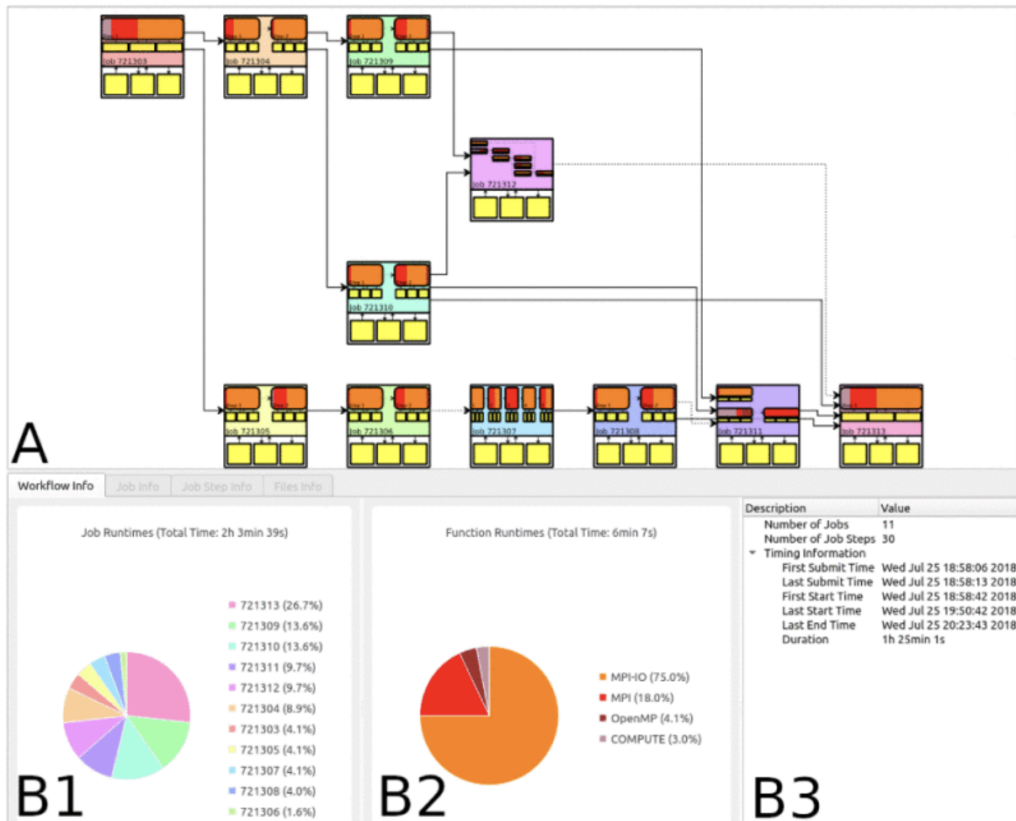 Job 721303
Job 721304
Job 721309
Job 721312
Job 721310
Job 721305
Job 721306
Job 721307
Job 721308
Job 721311
Job 721313
A
Workflow Info
Job Info
Job Step Info
Files Info
Job Runtimes (Total Time: 2h 3min 39s)
721313 (26.7%)
721309 (13.6%)
721310 (13.6%)
721311 (9.7%)
721312 (9.7%)
721304 (8.9%)
721303 (4.1%)
721305 (4.1%)
721307 (4.1%)
721308 (4.0%)
721306 (1.6%)
B1
Function Runtimes (Total Time: 6min 7s)
MPI-IO (75.0%)
MPI (18.0%)
OpenMP (4.1%)
COMPUTE (3.0%)
B2
Description Value
Number of Jobs 11
Number of Job Steps 30
Timing Information
First Submit Time Wed Jul 25 18:58:06 2018
Last Submit Time Wed Jul 25 18:58:13 2018
First Start Time Wed Jul 25 18:58:42 2018
Last Start Time Wed Jul 25 19:50:42 2018
Last End Time Wed Jul 25 20:23:43 2018
Duration 1h 25min 1s
B3